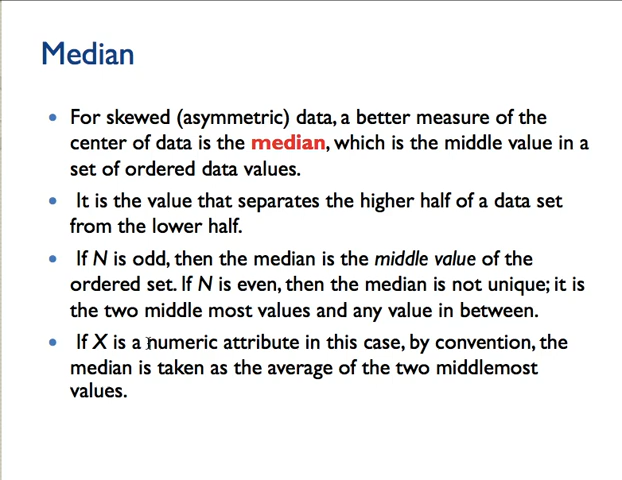 Median
• For skewed (asymmetric) data, a better measure of the
center of data is the median, which is the middle value in a
set of ordered data values.
• It is the value that separates the higher half of a data set
from the lower half.
• If N is odd, then the median is the middle value of the
ordered set. If N is even, then the median is not unique; it is
the two middle most values and any value in between.
• If X is a numeric attribute in this case, by convention, the
median is taken as the average of the two middlemost
values.